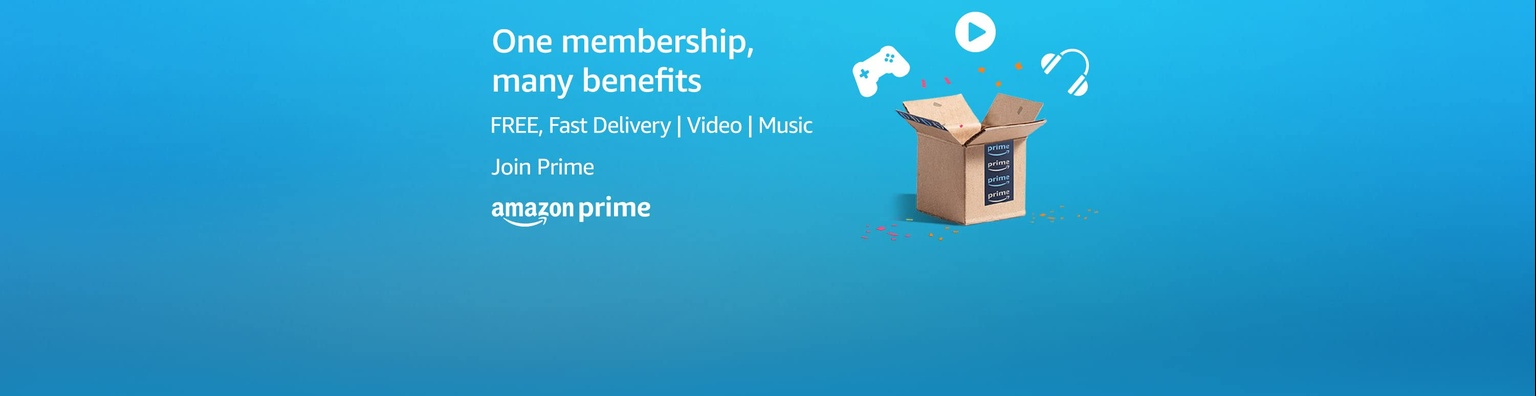 One membership,
many benefits
FREE, Fast Delivery | Video | Music
Join Prime
amazon prime
prime
prime
prime
prime